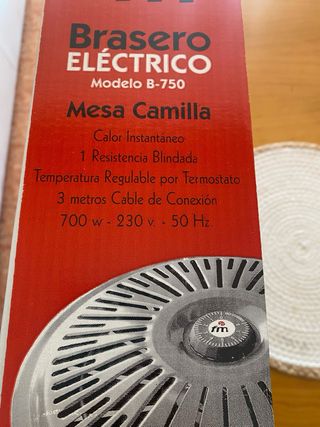 Brasero
ELÉCTRICO
Modelo B-750
Mesa Camilla
Calor Instantáneo
1 Resistencia Blindada
Temperatura Regulable por Termostato
3 metros Cable de Conexión
700 w - 230 v. - 50 Hz.
rm